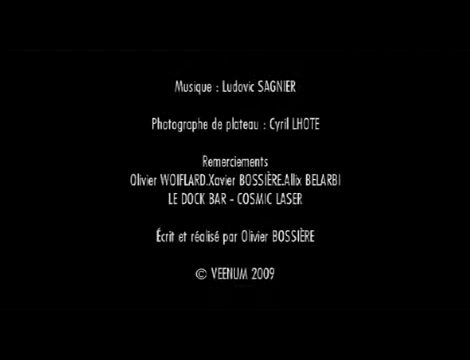 Musique : Ludovic SAGNIER
Photographe de plateau : Cyril LHOTE
Remerciements
Olivier WOIFLARD.Xavier BOSSIÈRE.Allix BELARBI
LE DOCK BAR - COSMIC LASER
Écrit et réalisé par Olivier BOSSIÈRE
© VEENUM 2009